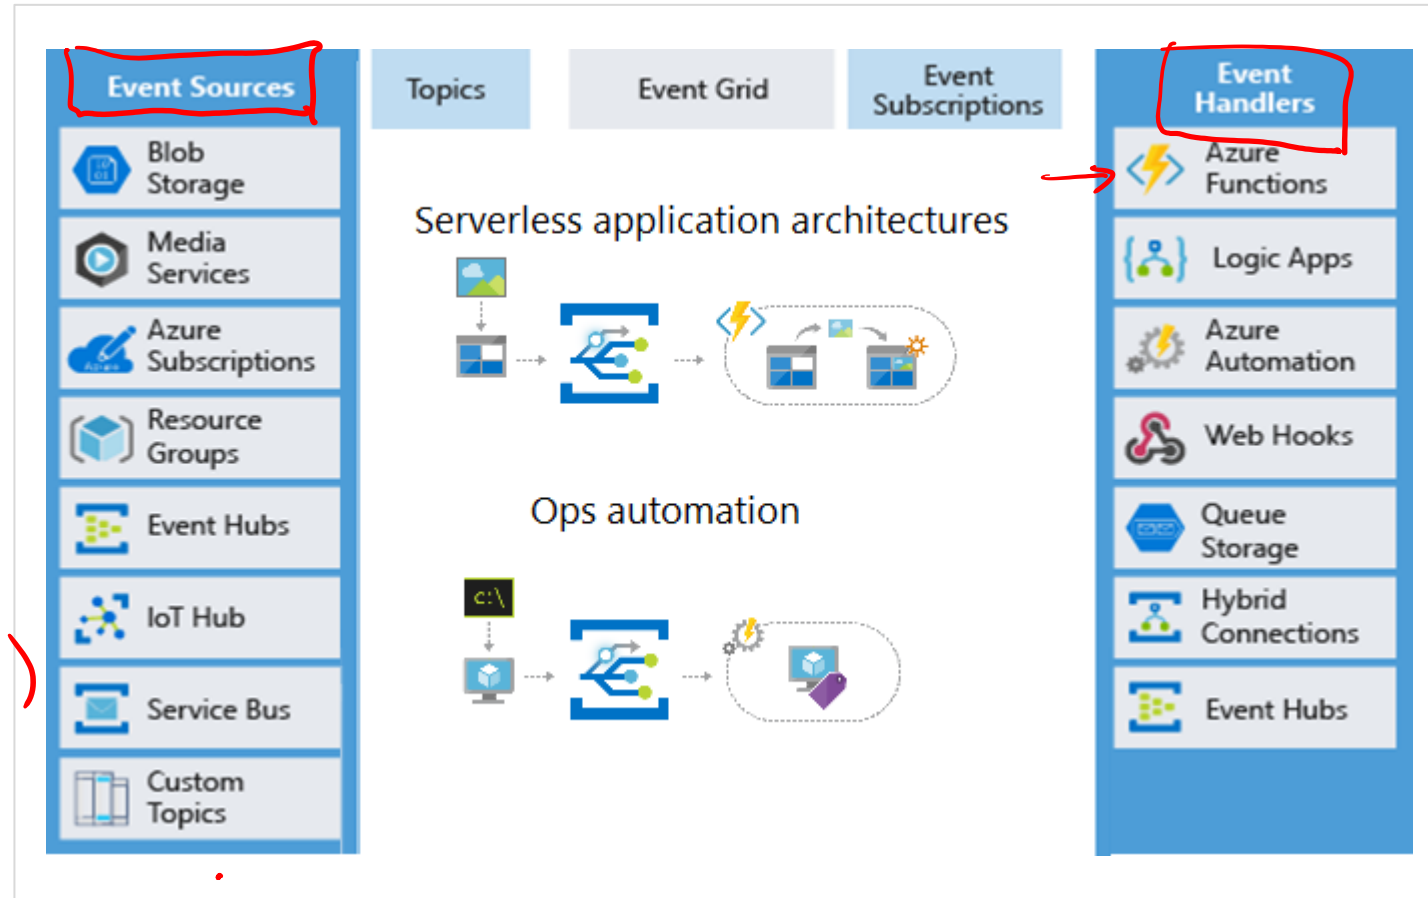 Event Sources
Blob
Storage
Media
Services
Azure
Subscriptions
Resource
Groups
Event Hubs
IoT Hub
Service Bus
Custom
Topics
Topics
Event Grid
Event
Subscriptions
Serverless application architectures
Ops automation
c:\
Event
Handlers
Azure
Functions
Logic Apps
Azure
Automation
Web Hooks
Queue
Storage
Hybrid
Connections
Event Hubs